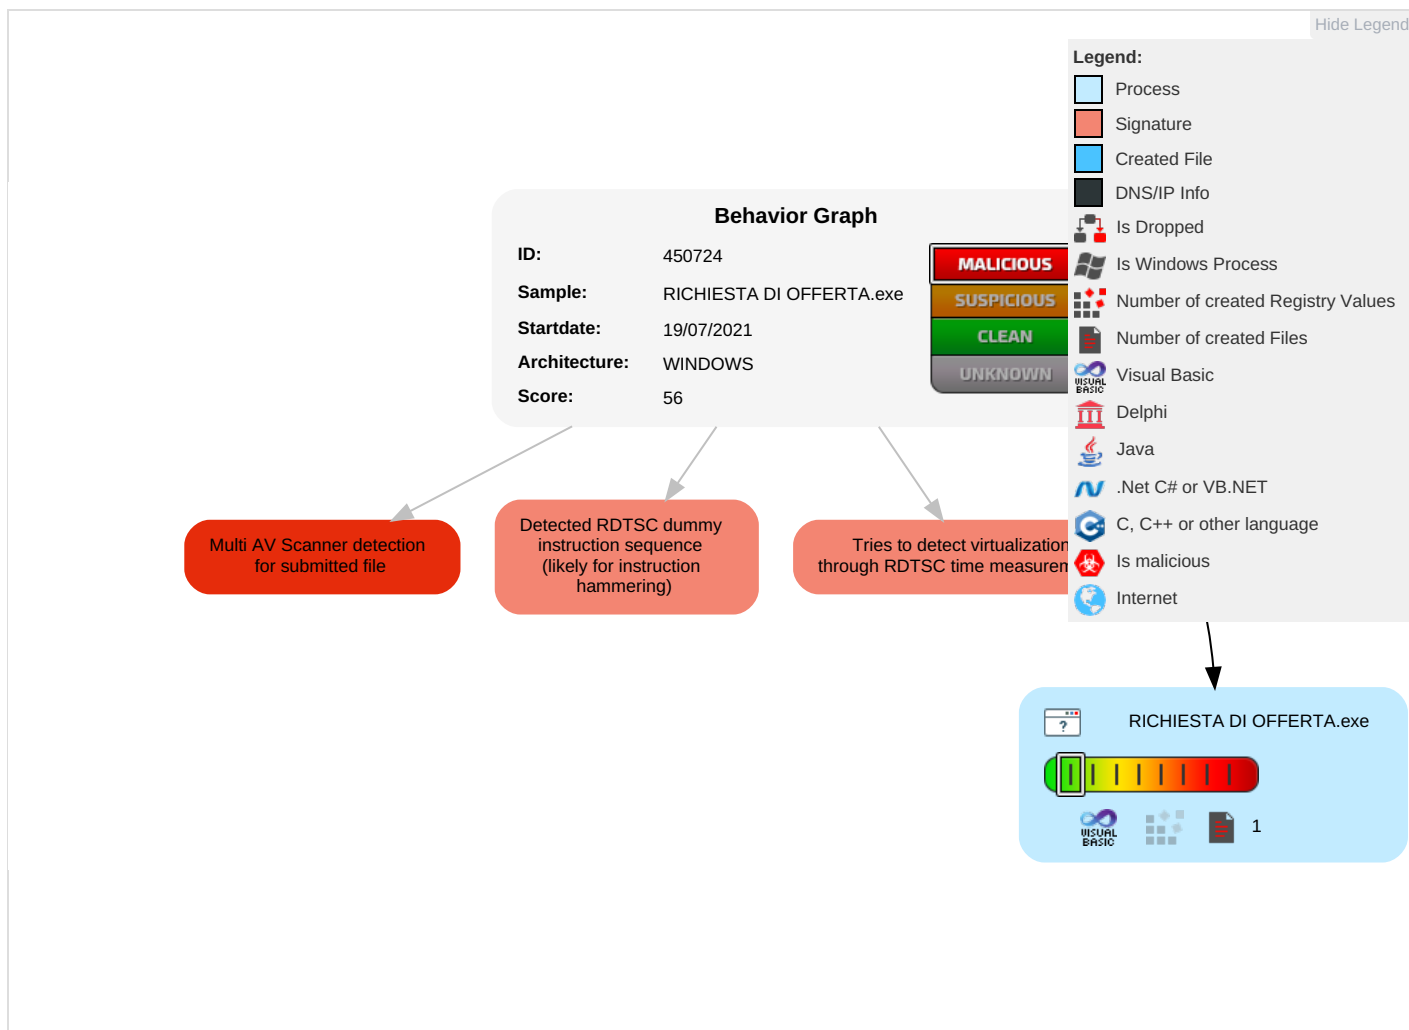 Hide Legend
Legend:
Process
Signature
Created File
DNS/IP Info
Is Dropped
Is Windows Process
Number of created Registry Values
Number of created Files
VISUAL
BASIC
Visual Basic
Delphi
Java
.Net C# or VB.NET
C, C++ or other language
Is malicious
Internet
Behavior Graph
ID: 450724
Sample: RICHIESTA DI OFFERTA.exe
Startdate: 19/07/2021
Architecture: WINDOWS
Score: 56
MALICIOUS
SUSPICIOUS
CLEAN
UNKNOWN
Multi AV Scanner detection
for submitted file
Detected RDTSC dummy
instruction sequence
(likely for instruction
hammering)
Tries to detect virtualization
through RDTSC time
RICHIESTA DI OFFERTA.exe
?
VISUAL
BASIC
1